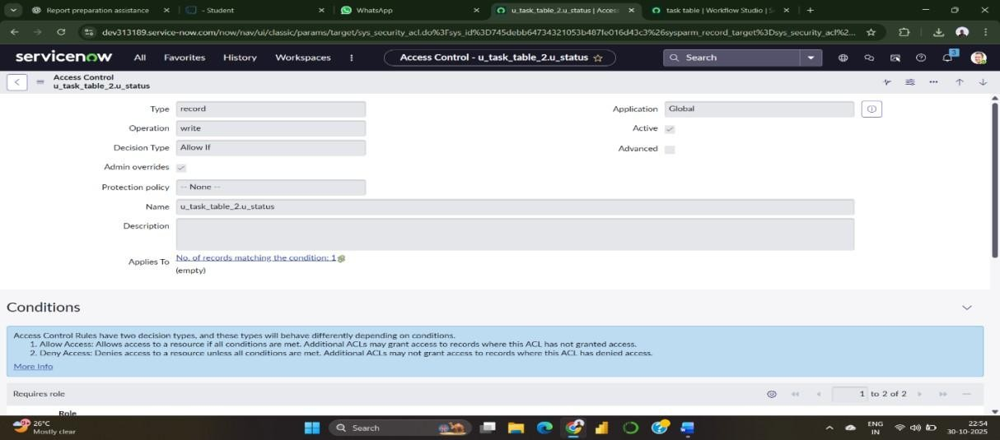 Report preparation assistance
- Student
WhatsApp
u_task_table_2.u_status | Access
task table | Workflow Studio | S
dev313189.service-now.com/now/nav/ui/classic/params/target/sys_security_acl.do%3Fsys_id%3D745debb64734321053b487fe016d43c3%26sysparm_record_target%3Dsys_security_acl%2...
servicenow
All
Favorites
History
Workspaces
Access Control - u_task_table_2.u_status
Search
3
Access Control
u_task_table_2.u_status
Type record
Application Global
Operation write
Active
Decision Type Allow If
Advanced
Admin overrides
Protection policy -- None --
Name u_task_table_2.u_status
Description
Applies To No. of records matching the condition: 1
(empty)
Conditions
Access Control Rules have two decision types, and these types will behave differently depending on conditions.
1. Allow Access: Allows access to a resource if all conditions are met. Additional ACLs may grant access to records where this ACL has not granted access.
2. Deny Access: Denies access to a resource unless all conditions are met. Additional ACLs may not grant access to records where this ACL has denied access.
More Info
Requires role
1 to 2 of 2
Role
9+
26°C
Mostly clear
Search
ENG
IN
22:54
30-10-2025